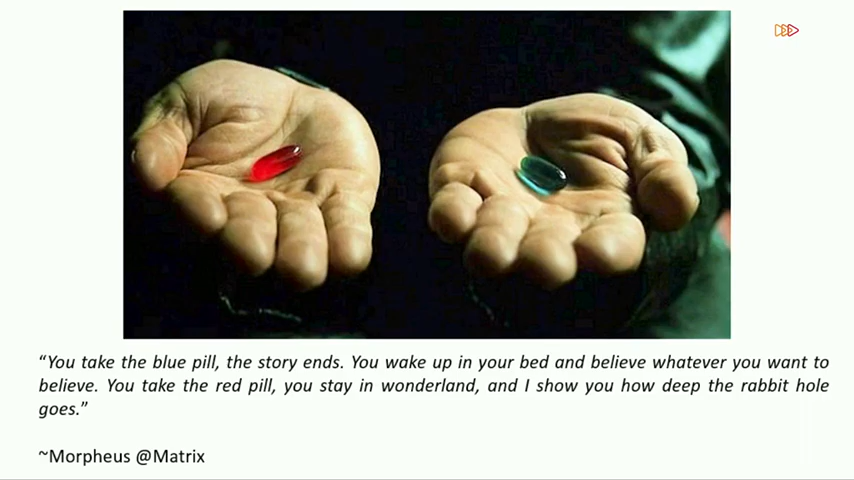 “You take the blue pill, the story ends. You wake up in your bed and believe whatever you want to
believe. You take the red pill, you stay in wonderland, and I show you how deep the rabbit hole
goes.”
~Morpheus @Matrix